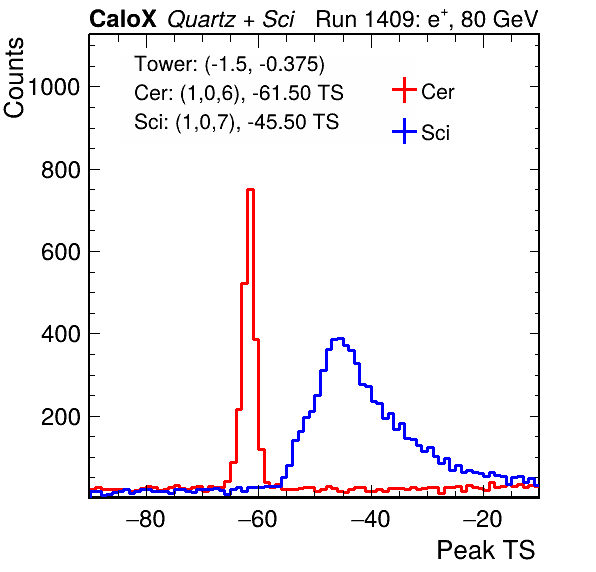 CaloX Quartz + Sci Run 1409: e⁺, 80 GeV
Counts
Tower: (-1.5, -0.375)
Cer: (1,0,6), -61.50 TS
Sci: (1,0,7), -45.50 TS
Cer
Sci
1000
800
600
400
200
−80 −60 −40 −20
Peak TS